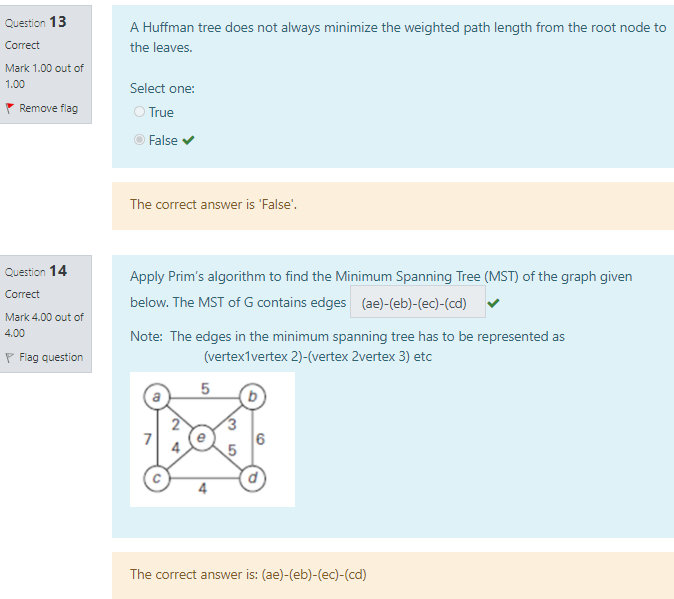 Question 13
Correct
Mark 1.00 out of
1.00
Remove flag
A Huffman tree does not always minimize the weighted path length from the root node to
the leaves.
Select one:
True
False
The correct answer is 'False'.
Question 14
Correct
Mark 4.00 out of
4.00
Flag question
Apply Prim's algorithm to find the Minimum Spanning Tree (MST) of the graph given
below. The MST of G contains edges (ae)-(eb)-(ec)-(cd)
Note: The edges in the minimum spanning tree has to be represented as
(vertex1vertex 2)-(vertex 2vertex 3) etc
a 5 b
2 3
7 e 6
4 5
c 4 d
The correct answer is: (ae)-(eb)-(ec)-(cd)